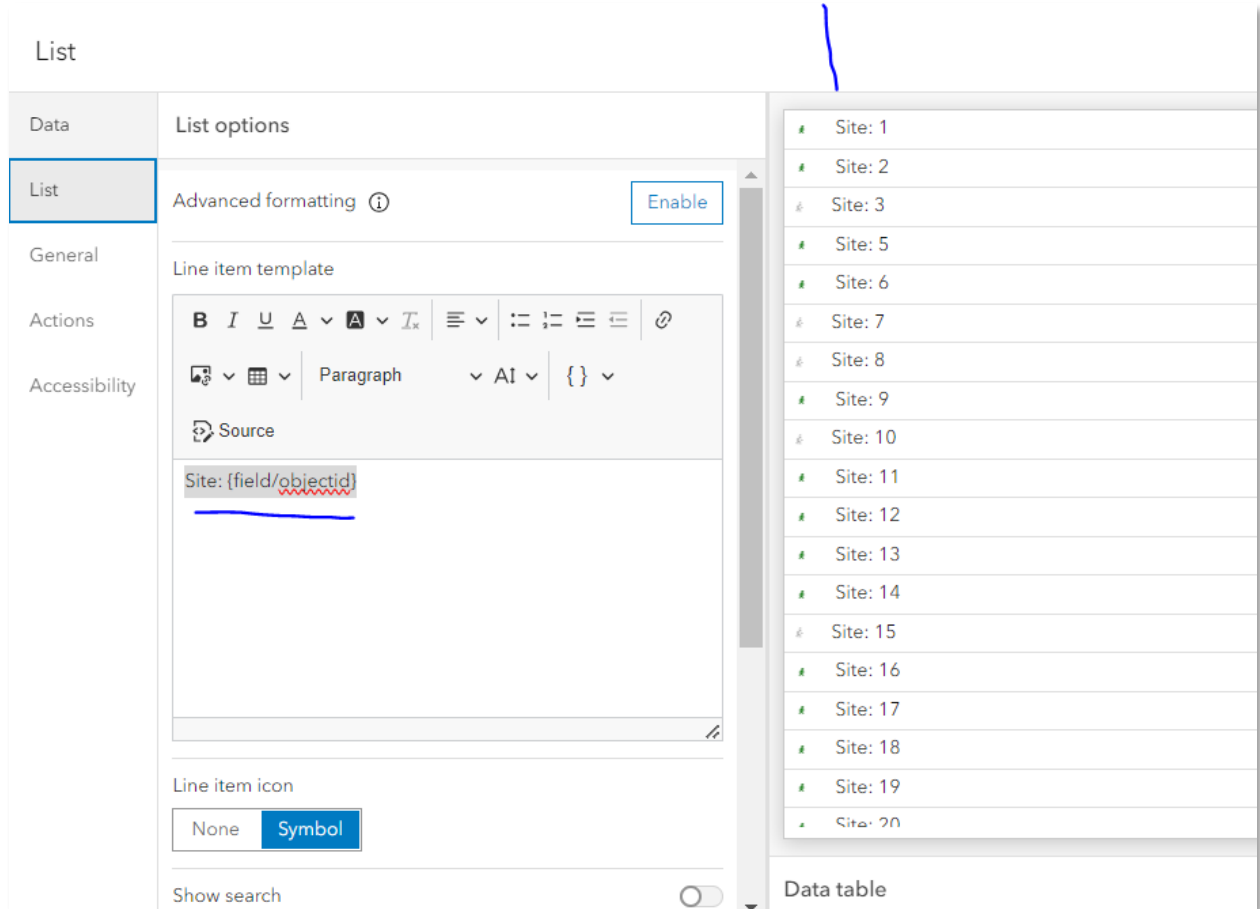 List
Data
List
General
Actions
Accessibility
List options
Advanced formatting
Enable
Line item template
B I U A A Tx
Paragraph
AI
{ }
Source
Site: {field/objectid}
Line item icon
None
Symbol
Show search
Site: 1
Site: 2
Site: 3
Site: 5
Site: 6
Site: 7
Site: 8
Site: 9
Site: 10
Site: 11
Site: 12
Site: 13
Site: 14
Site: 15
Site: 16
Site: 17
Site: 18
Site: 19
Site: 20
Data table